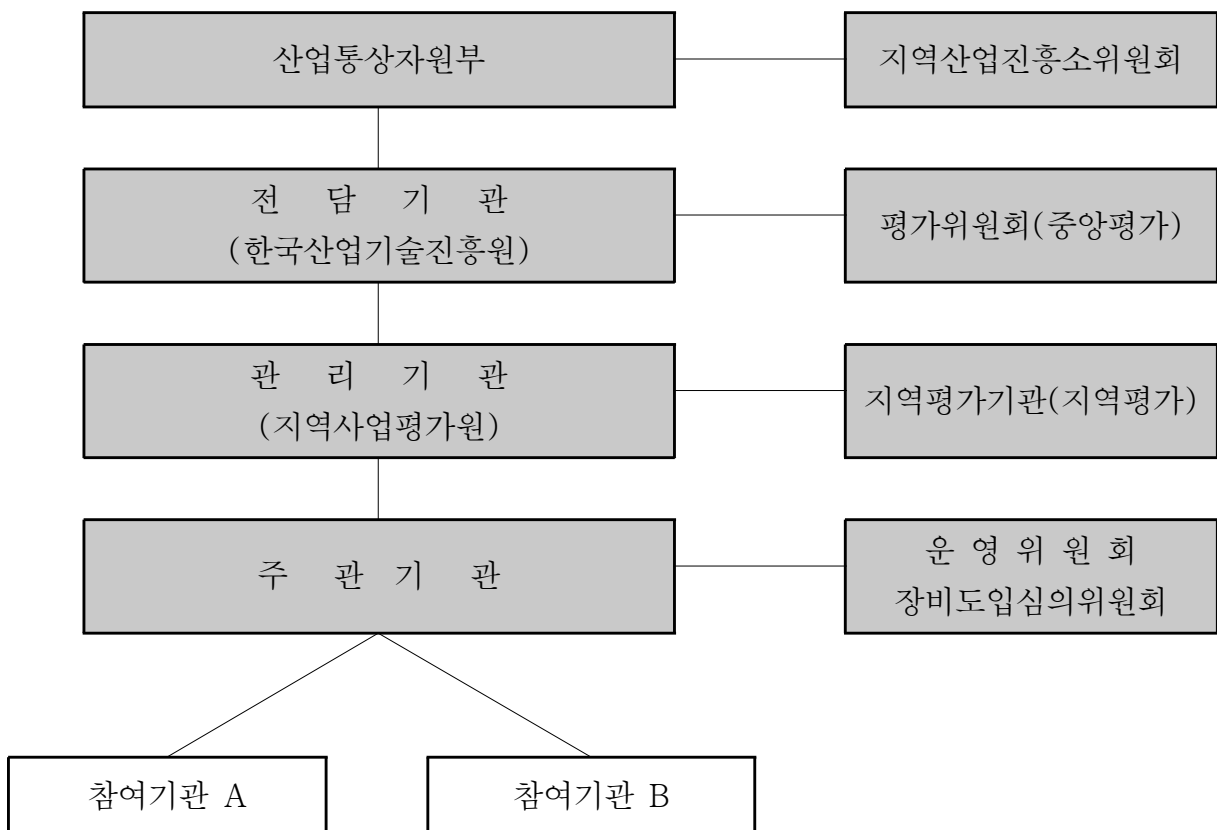 산업통상자원부
지역산업진흥소위원회
전 담 기 관
(한국산업기술진흥원)
평가위원회(중앙평가)
관 리 기 관
(지역사업평가원)
지역평가기관(지역평가)
주 관 기 관
운 영 위 원 회
장비도입심의위원회
참여기관 A
참여기관 B